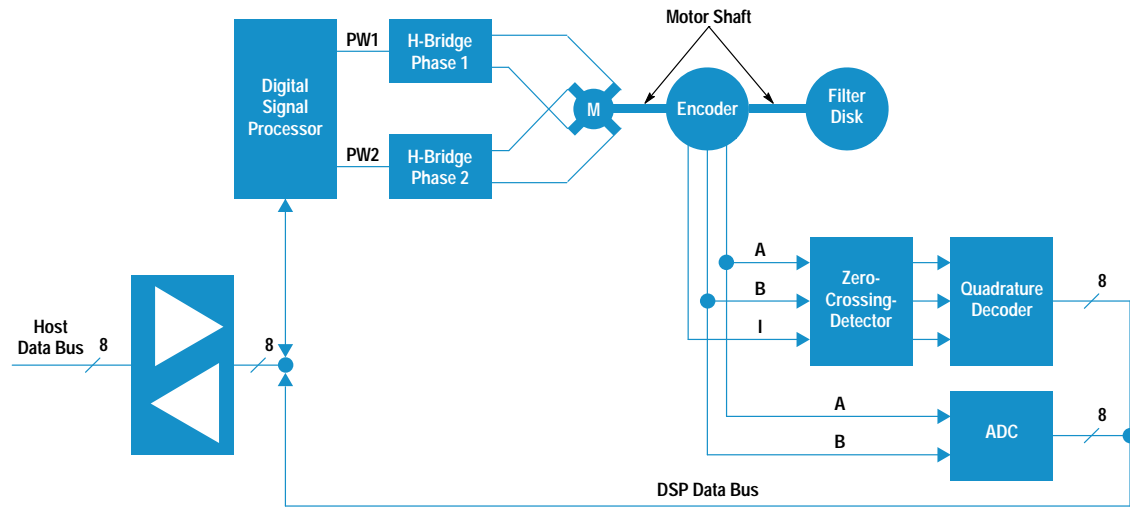 Motor Shaft
PW1
H-Bridge
Phase 1
Digital
Signal
Processor
M
Encoder
Filter
Disk
PW2
H-Bridge
Phase 2
A
B
I
Zero-
Crossing-
Detector
Quadrature
Decoder
8
Host
Data Bus
8
8
A
B
ADC
8
DSP Data Bus